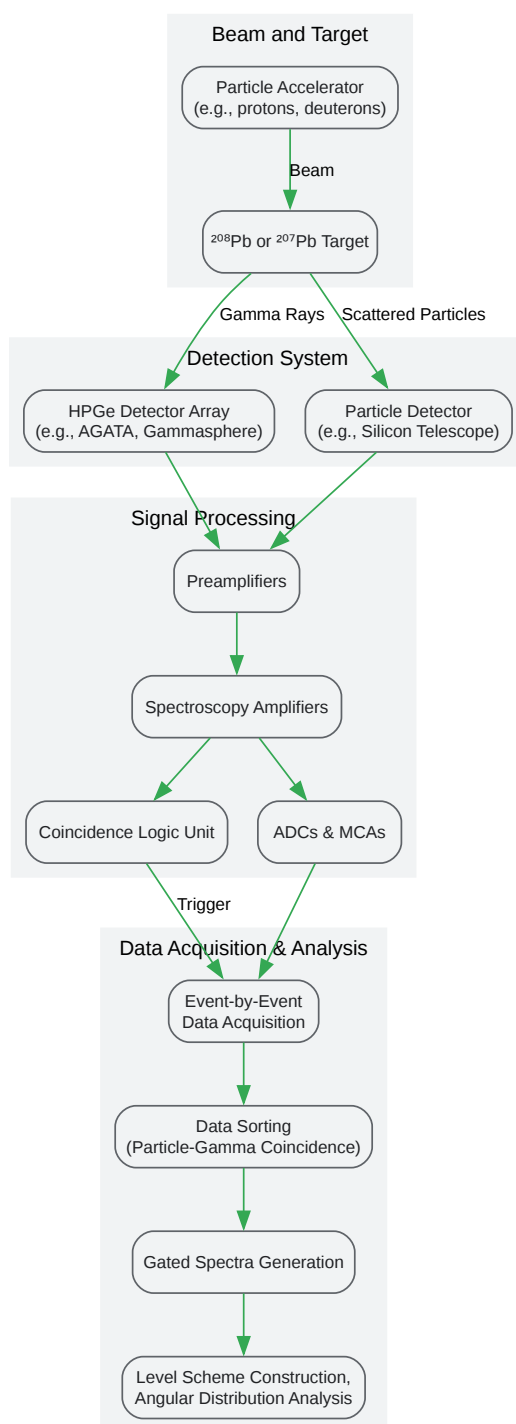 Beam and Target
Particle Accelerator
(e.g., protons, deuterons)
Beam
²⁰⁸Pb or ²⁰⁷Pb Target
Gamma Rays
Scattered Particles
Detection System
HPGe Detector Array
(e.g., AGATA, Gammasphere)
Particle Detector
(e.g., Silicon Telescope)
Signal Processing
Preamplifiers
Spectroscopy Amplifiers
Coincidence Logic Unit
ADCs & MCAs
Trigger
Data Acquisition & Analysis
Event-by-Event
Data Acquisition
Data Sorting
(Particle-Gamma Coincidence)
Gated Spectra Generation
Level Scheme Construction,
Angular Distribution Analysis